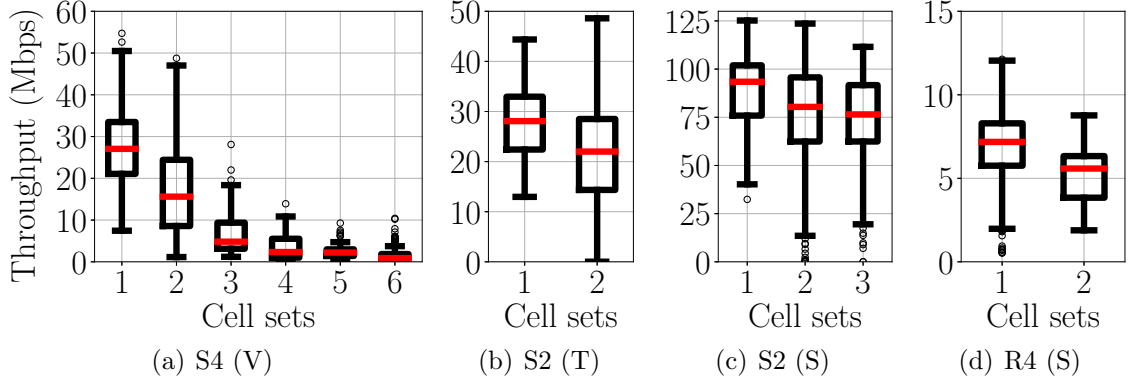 Throughput (Mbps)
60
50
40
30
20
10
0
1 2 3 4 5 6
Cell sets
(a) S4 (V)
50
40
30
20
10
0
1 2
Cell sets
(b) S2 (T)
125
100
75
50
25
0
1 2 3
Cell sets
(c) S2 (S)
15
10
5
0
1 2
Cell sets
(d) R4 (S)